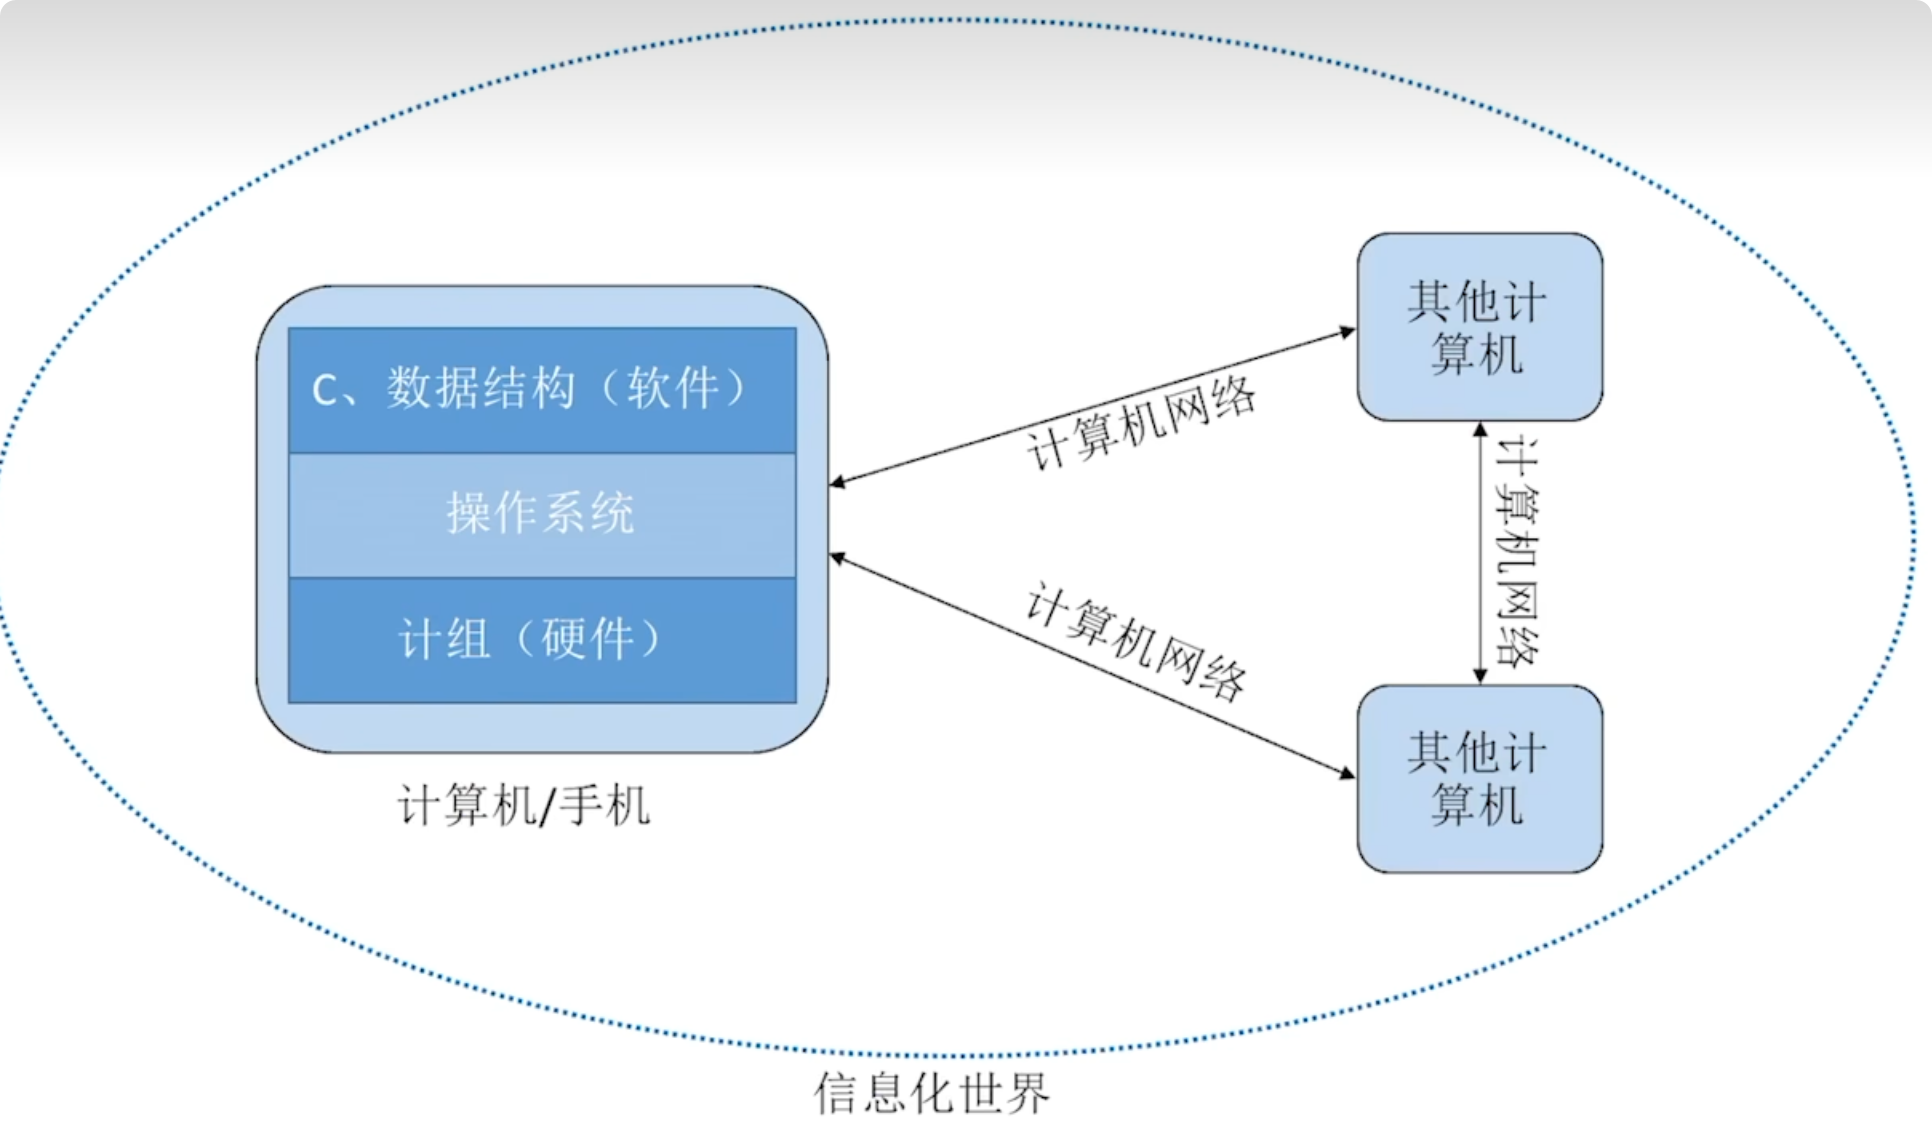 C、数据结构（软件）
操作系统
计组（硬件）
计算机/手机
计算机网络
计算机网络
其他计
算机
计算机网络
其他计
算机
信息化世界